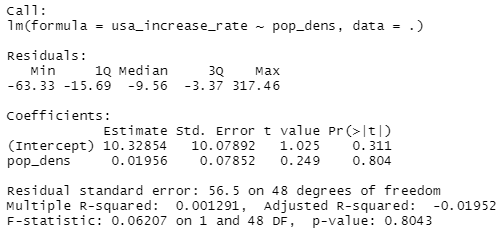 Call:
lm(formula = usa_increase_rate ~ pop_dens, data = .)
Residuals:
Min 1Q Median 3Q Max
-63.33 -15.69 -9.56 -3.37 317.46
Coefficients:
Estimate Std. Error t value Pr(>|t|)
(Intercept) 10.32854 10.07892 1.025 0.311
pop_dens 0.01956 0.07852 0.249 0.804
Residual standard error: 56.5 on 48 degrees of freedom
Multiple R-squared: 0.001291, Adjusted R-squared: -0.01952
F-statistic: 0.06207 on 1 and 48 DF, p-value: 0.8043